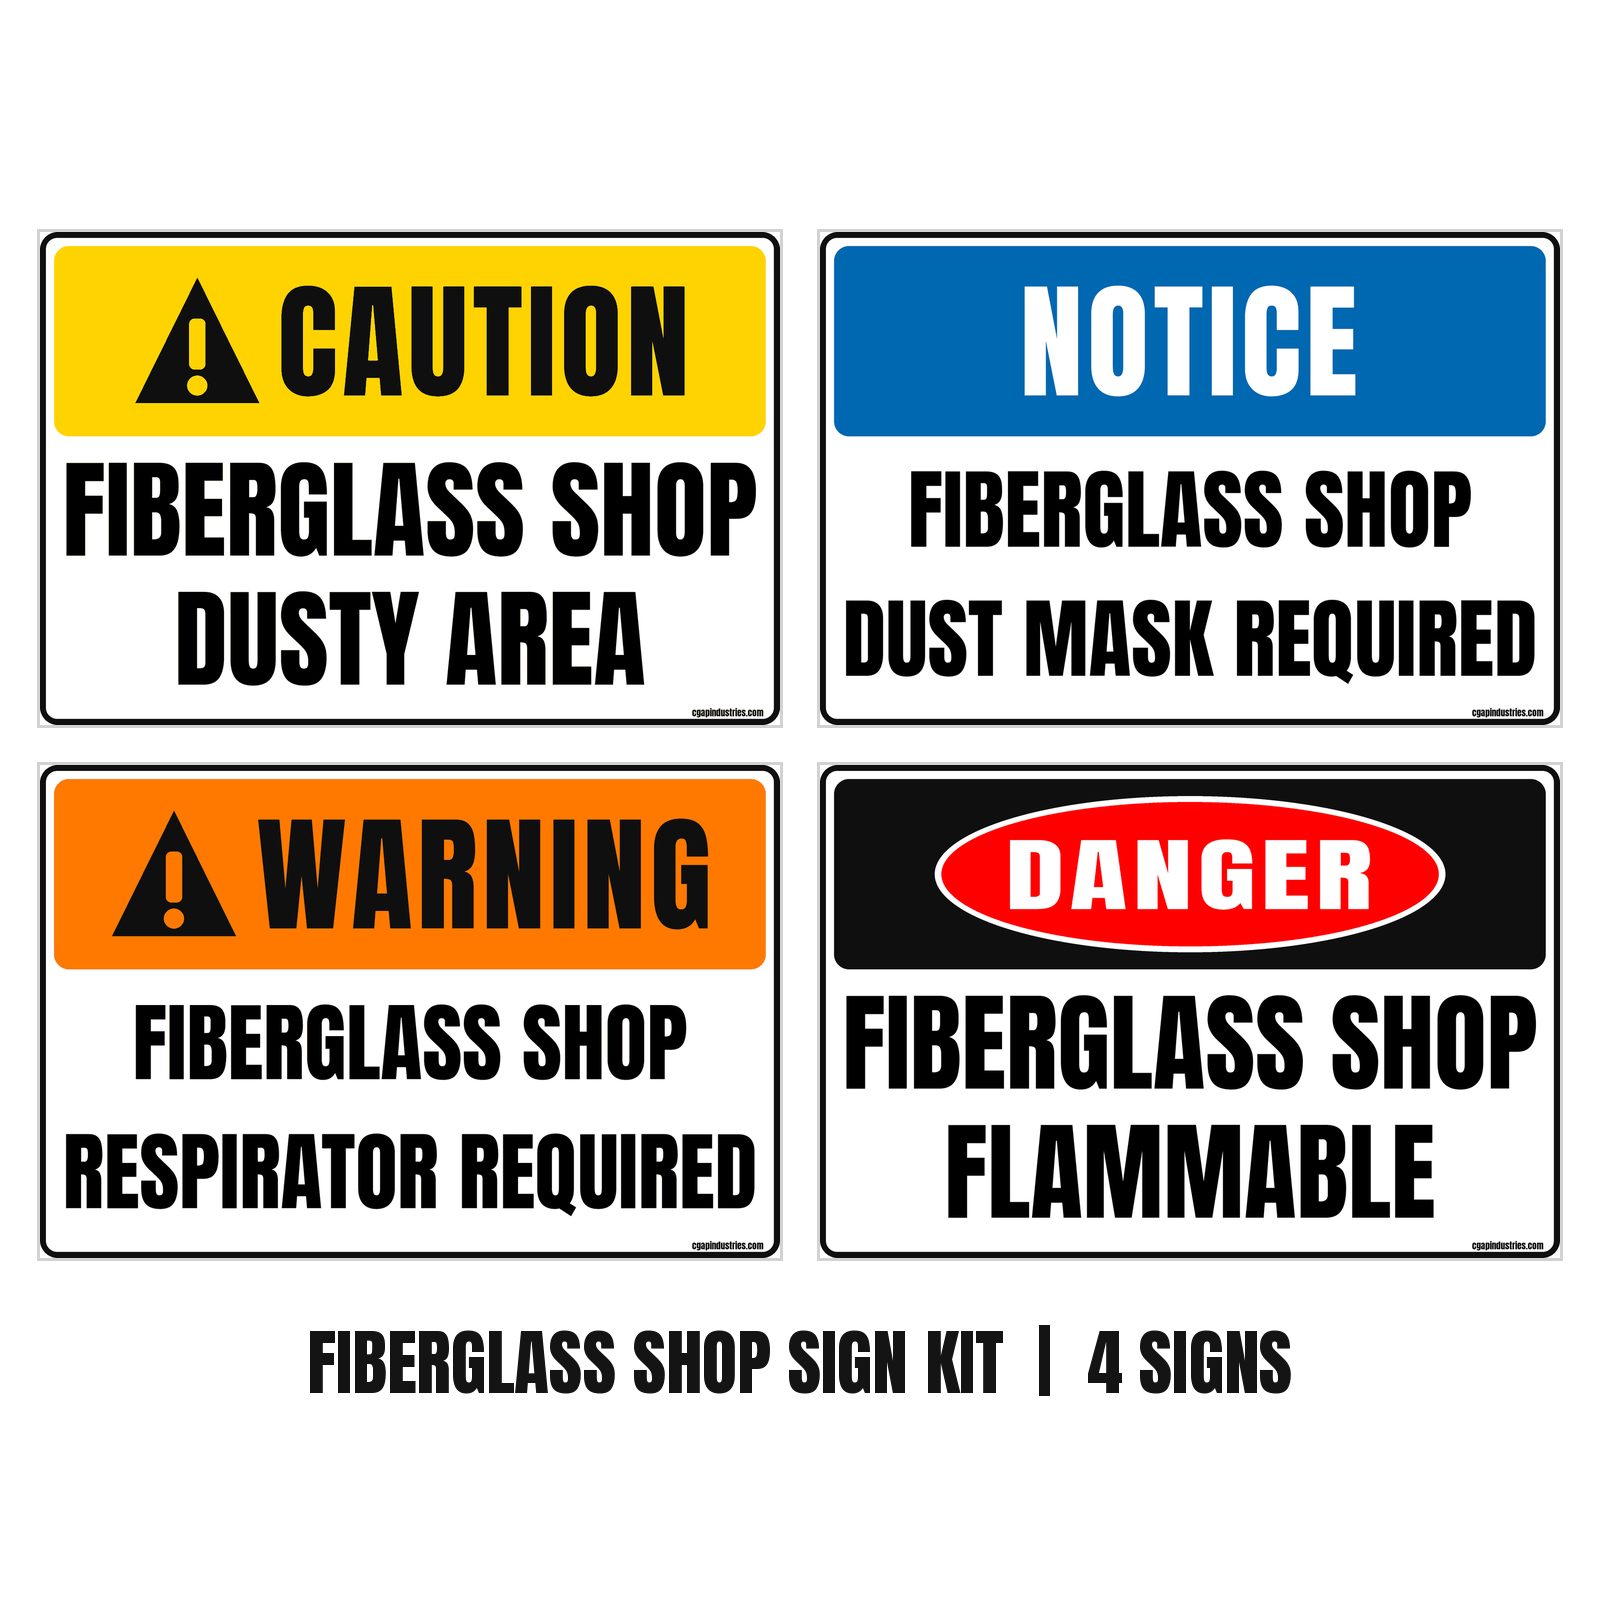 CAUTION
FIBERGLASS SHOP
DUSTY AREA
cgapindustries.com
NOTICE
FIBERGLASS SHOP
DUST MASK REQUIRED
cgapindustries.com
WARNING
FIBERGLASS SHOP
RESPIRATOR REQUIRED
cgapindustries.com
DANGER
FIBERGLASS SHOP
FLAMMABLE
cgapindustries.com
FIBERGLASS SHOP SIGN KIT | 4 SIGNS